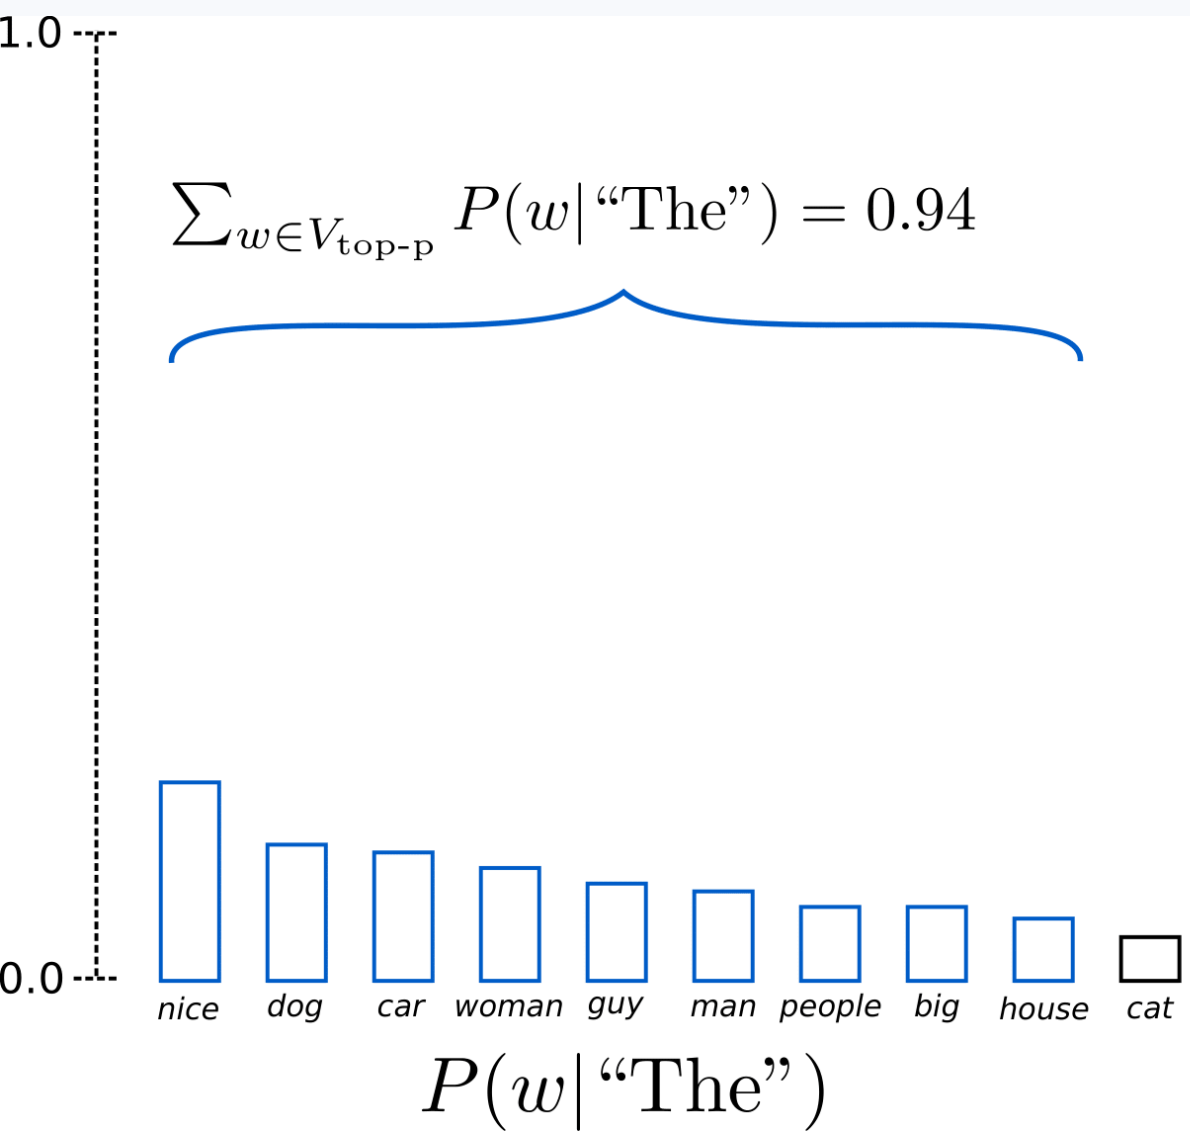 1.0
∑w∈Vtop-p P(w|“The”) = 0.94
0.0
nice dog car woman guy man people big house cat
P(w|“The”)